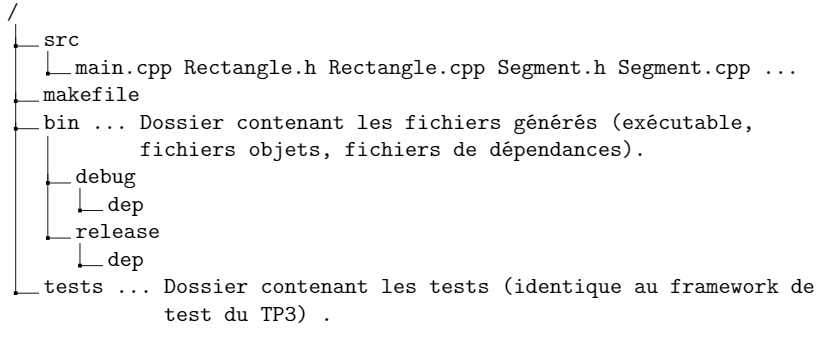 /
src
main.cpp Rectangle.h Rectangle.cpp Segment.h Segment.cpp ...
makefile
bin ... Dossier contenant les fichiers générés (exécutable,
fichiers objets, fichiers de dépendances).
debug
dep
release
dep
tests ... Dossier contenant les tests (identique au framework de
test du TP3) .